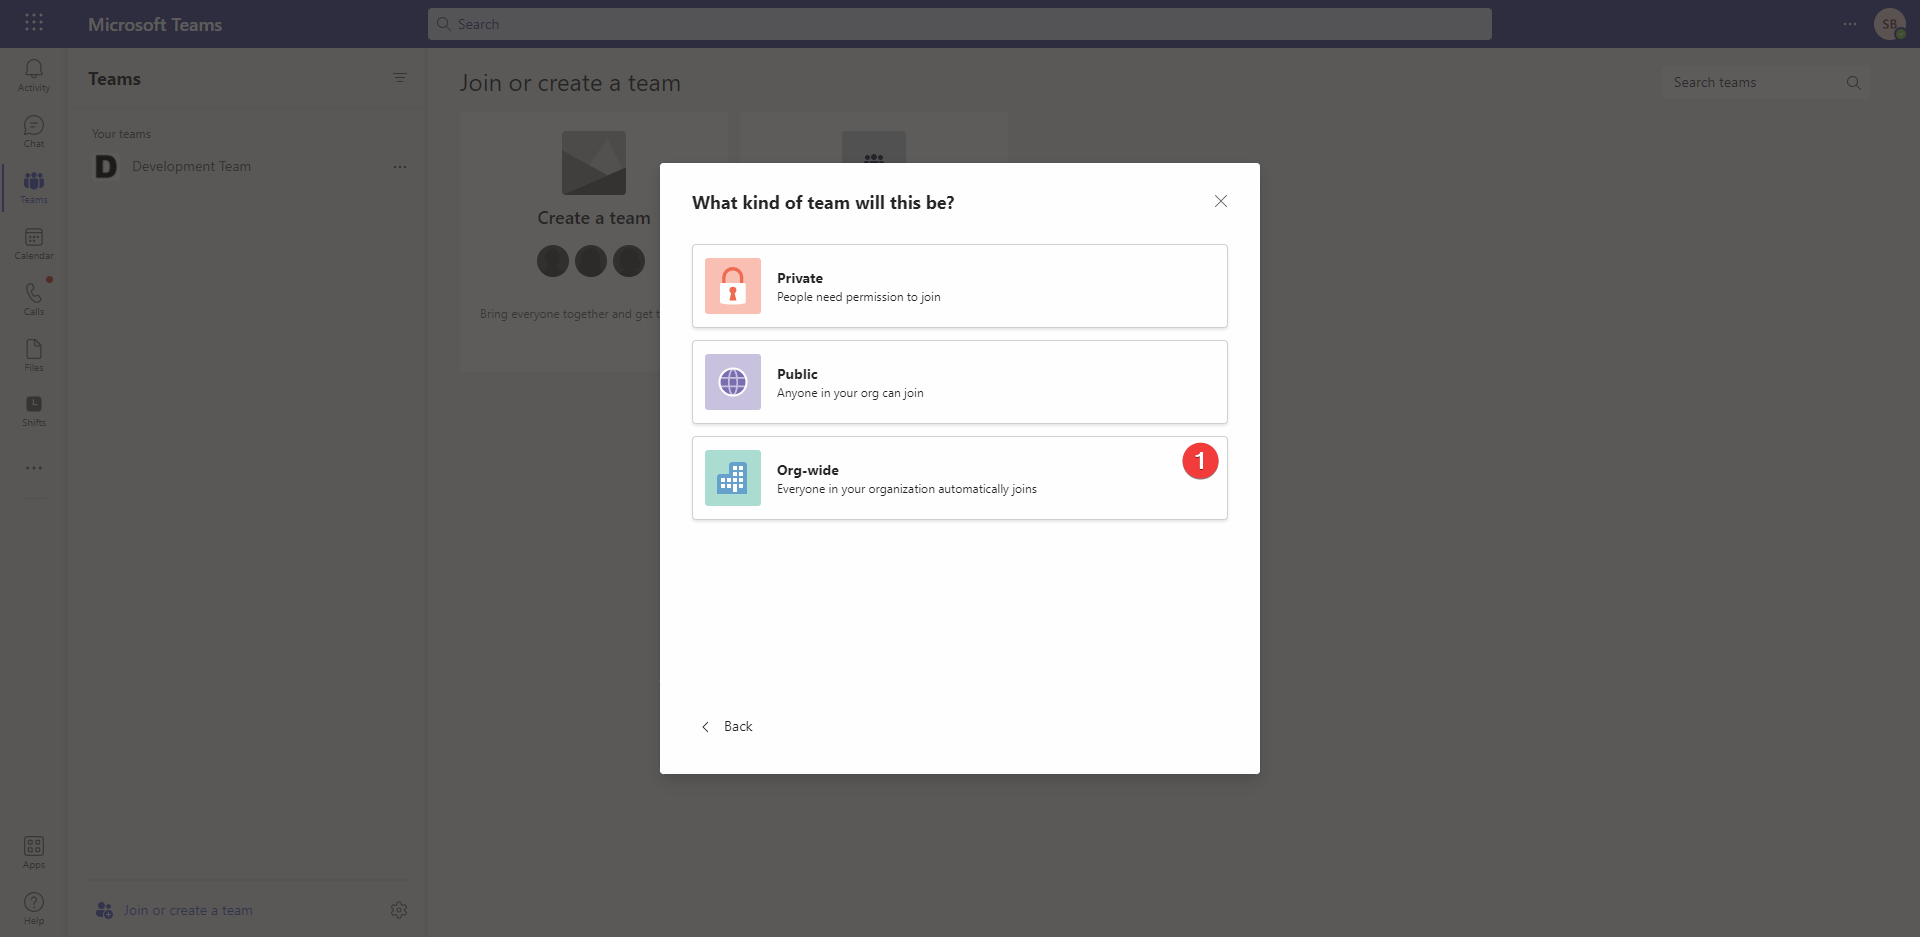 Microsoft Teams
Search
SB
Activity
Chat
Teams
Calendar
Calls
Files
Shifts
Apps
Help
Teams
Your teams
D
Development Team
Join or create a team
Join or create a team
Search teams
Create a team
Bring everyone together and get
What kind of team will this be?
Private
People need permission to join
Public
Anyone in your org can join
Org-wide
Everyone in your organization automatically joins
1
Back